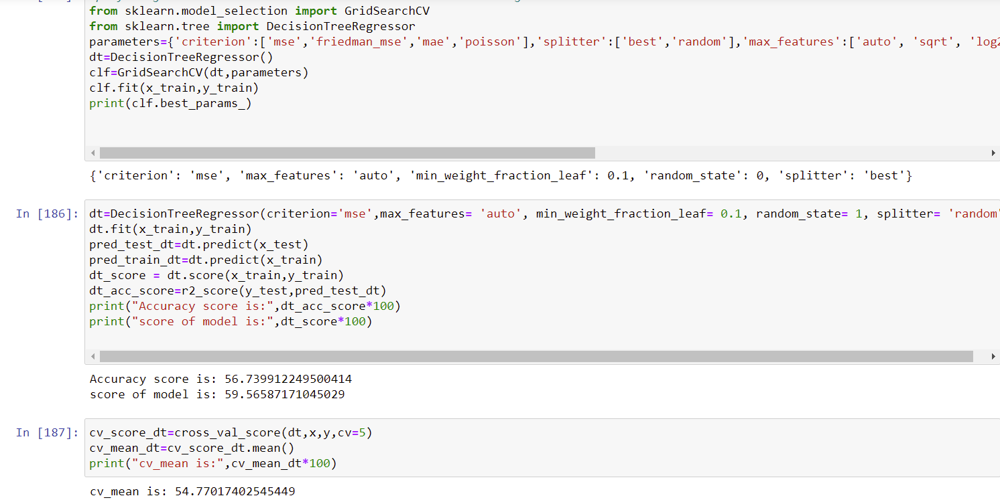 from sklearn.model_selection import GridSearchCV
from sklearn.tree import DecisionTreeRegressor
parameters={'criterion':['mse','friedman_mse','mae','poisson'],'splitter':['best','random'],'max_features':['auto', 'sqrt', 'log2
dt=DecisionTreeRegressor()
clf=GridSearchCV(dt,parameters)
clf.fit(x_train,y_train)
print(clf.best_params_)
{'criterion': 'mse', 'max_features': 'auto', 'min_weight_fraction_leaf': 0.1, 'random_state': 0, 'splitter': 'best'}
In [186]: dt=DecisionTreeRegressor(criterion='mse',max_features= 'auto', min_weight_fraction_leaf= 0.1, random_state= 1, splitter= 'random'
dt.fit(x_train,y_train)
pred_test_dt=dt.predict(x_test)
pred_train_dt=dt.predict(x_train)
dt_score = dt.score(x_train,y_train)
dt_acc_score=r2_score(y_test,pred_test_dt)
print("Accuracy score is:",dt_acc_score*100)
print("score of model is:",dt_score*100)
Accuracy score is: 56.739912249500414
score of model is: 59.56587171045029
In [187]: cv_score_dt=cross_val_score(dt,x,y,cv=5)
cv_mean_dt=cv_score_dt.mean()
print("cv_mean is:",cv_mean_dt*100)
cv_mean is: 54.77017402545449